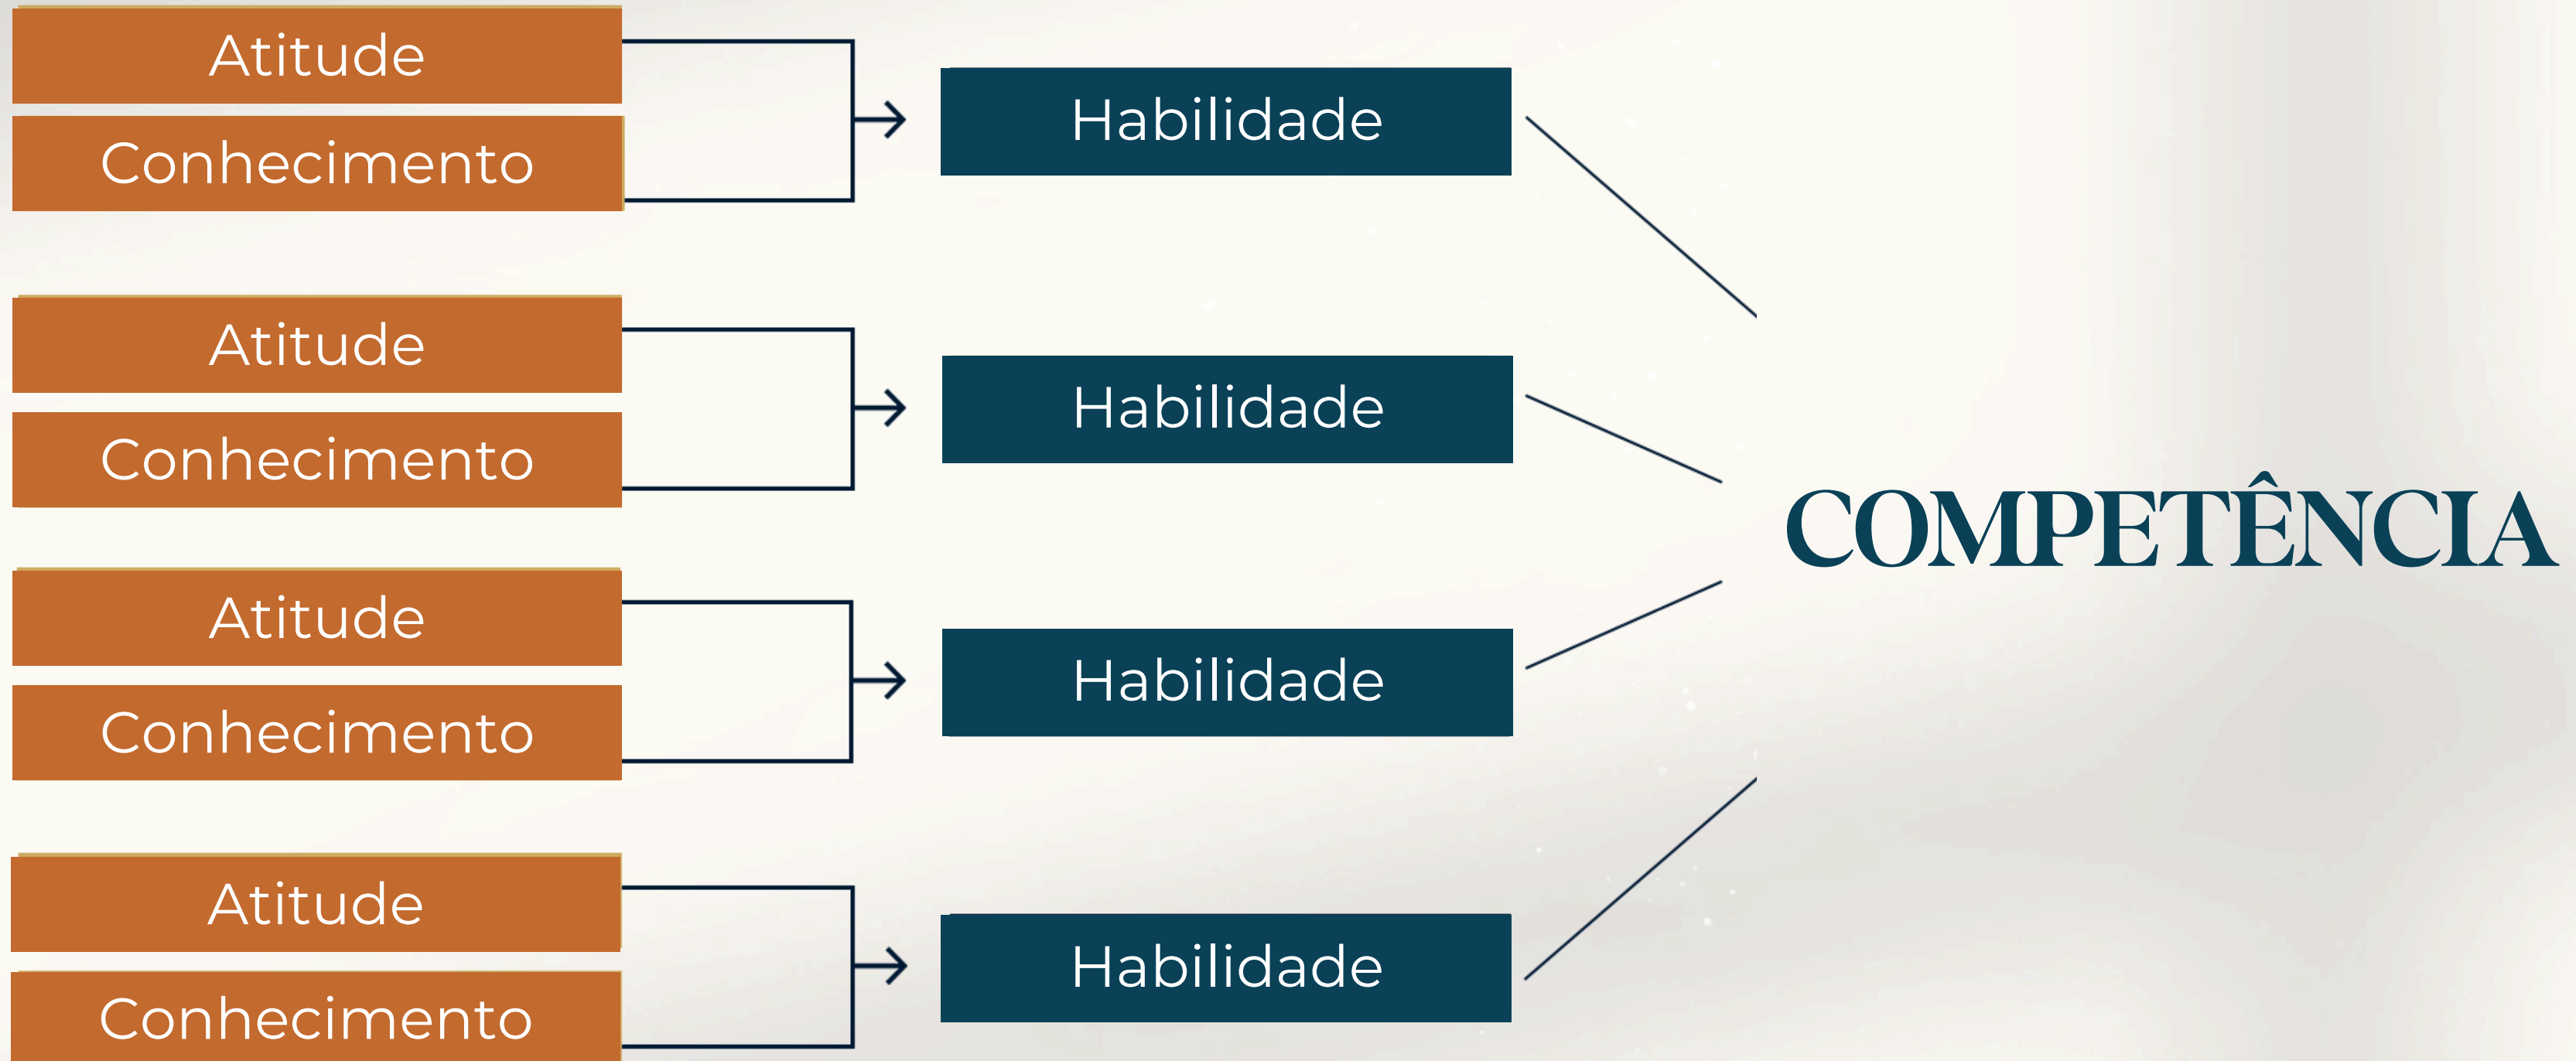 Atitude
Conhecimento
Habilidade
Atitude
Conhecimento
Habilidade
COMPETÊNCIA
Atitude
Conhecimento
Habilidade
Atitude
Conhecimento
Habilidade